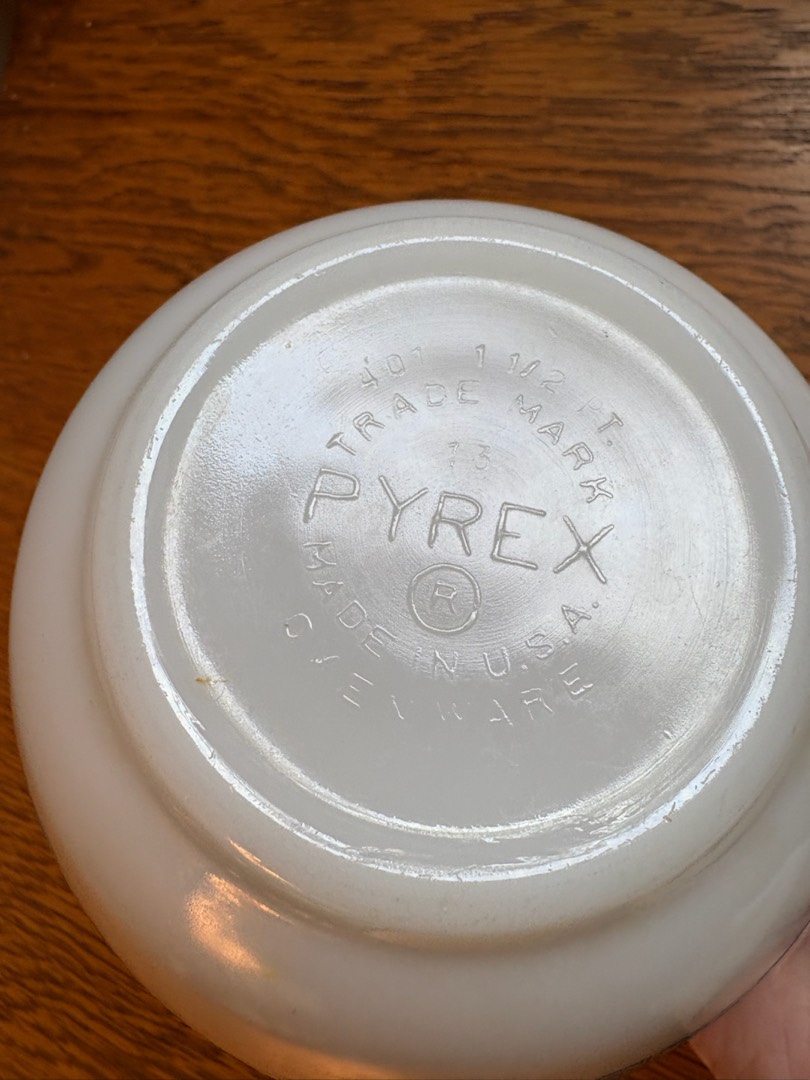 401 1 1/2 PT.
TRADE MARK
13
PYREX
®
MADE IN U.S.A.
OVENWARE